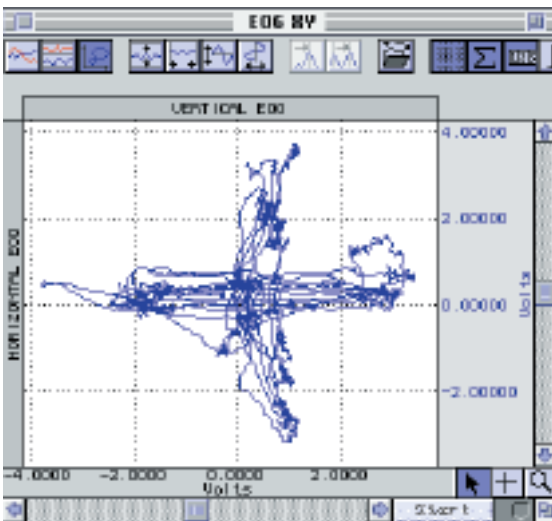 EOG XY
VERTICAL EOG
HORIZONTAL EOG
4.00000
2.00000
0.00000
-2.00000
Volts
-4.0000 -2.0000 0.0000 2.0000
Volts
Start